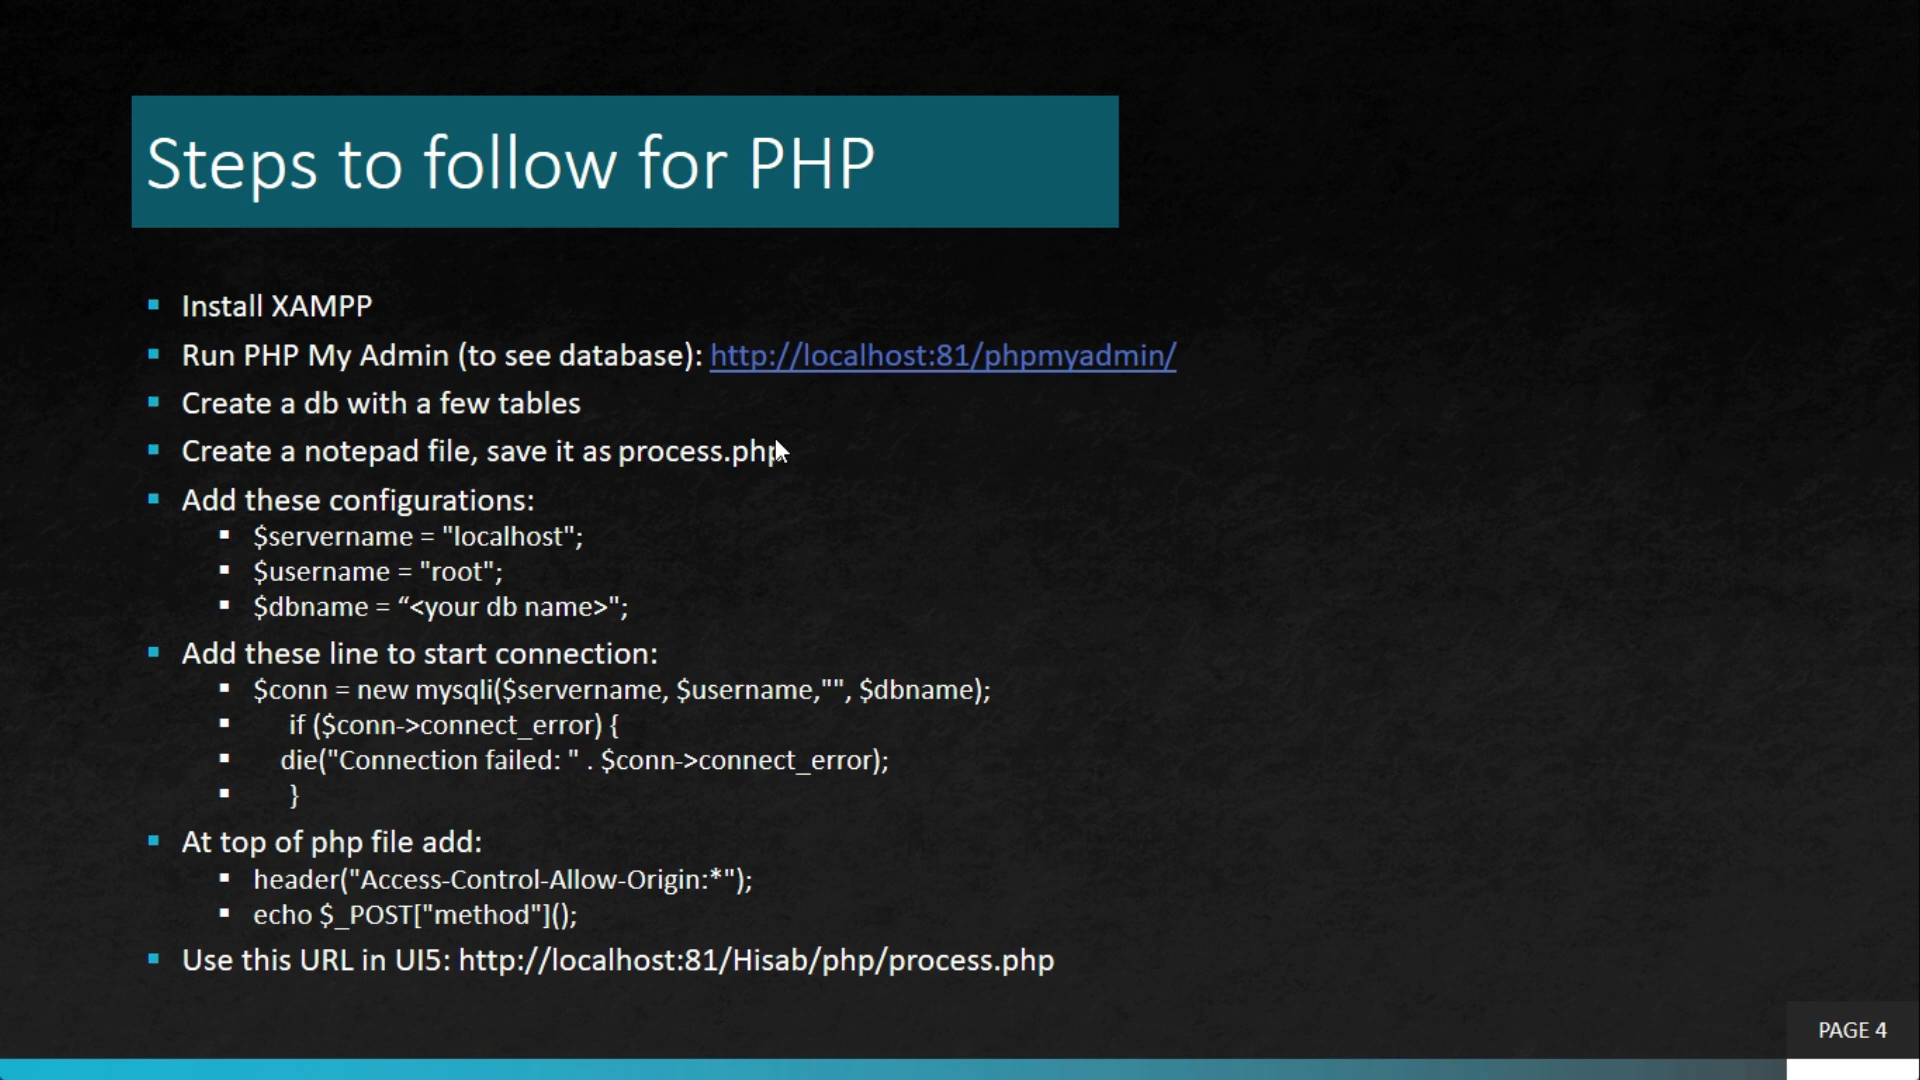 Steps to follow for PHP
Install XAMPP
Run PHP My Admin (to see database): http://localhost:81/phpmyadmin/
Create a db with a few tables
Create a notepad file, save it as process.php
Add these configurations:
$servername = "localhost";
$username = "root";
$dbname = “<your db name>";
Add these line to start connection:
$conn = new mysqli($servername, $username,"", $dbname);
if ($conn->connect_error) {
die("Connection failed: " . $conn->connect_error);
}
At top of php file add:
header("Access-Control-Allow-Origin:*");
echo $_POST["method"]();
Use this URL in UI5: http://localhost:81/Hisab/php/process.php
PAGE 4